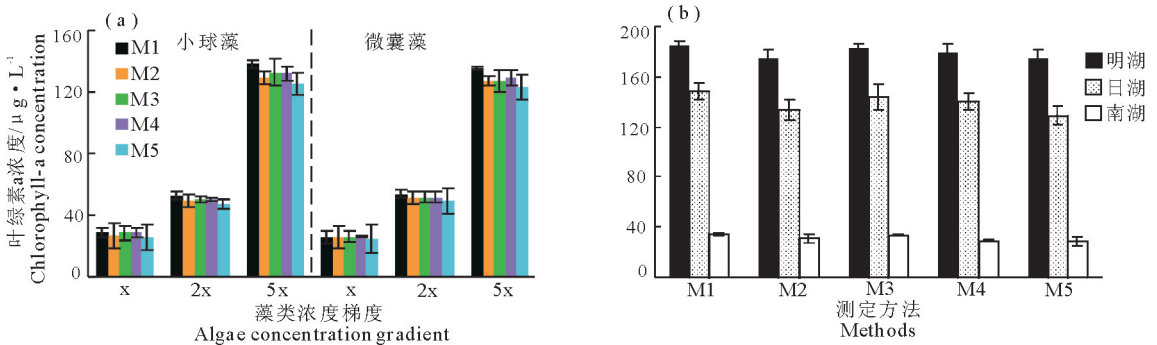 (a)
小球藻
微囊藻
M1
M2
M3
M4
M5
160
120
80
40
0
叶绿素a浓度/μg·L⁻¹
Chlorophyll-a concentration
x
2x
5x
x
2x
5x
藻类浓度梯度
Algae concentration gradient
(b)
明湖
日湖
南湖
200
160
120
80
40
0
M1
M2
M3
M4
M5
测定方法
Methods